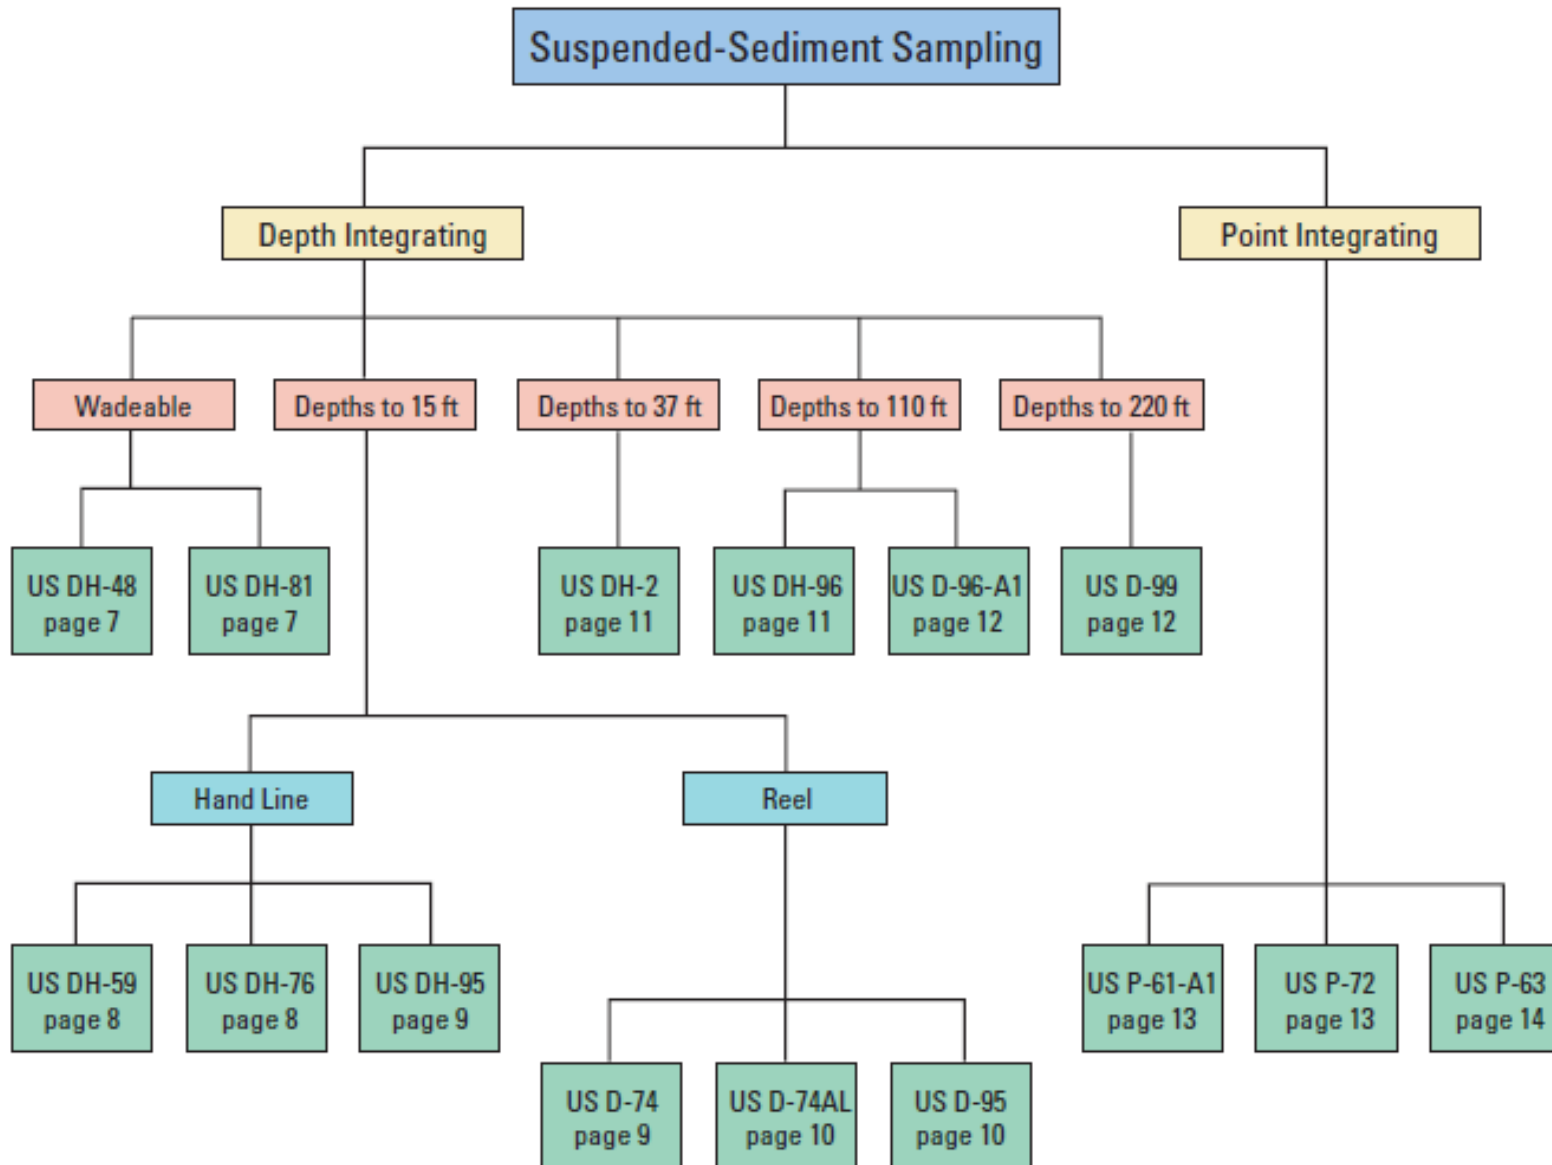 Suspended-Sediment Sampling
Depth Integrating
Point Integrating
Wadeable
Depths to 15 ft
Depths to 37 ft
Depths to 110 ft
Depths to 220 ft
US DH-48
page 7
US DH-81
page 7
US DH-2
page 11
US DH-96
page 11
US D-96-A1
page 12
US D-99
page 12
Hand Line
Reel
US DH-59
page 8
US DH-76
page 8
US DH-95
page 9
US P-61-A1
page 13
US P-72
page 13
US P-63
page 14
US D-74
page 9
US D-74AL
page 10
US D-95
page 10